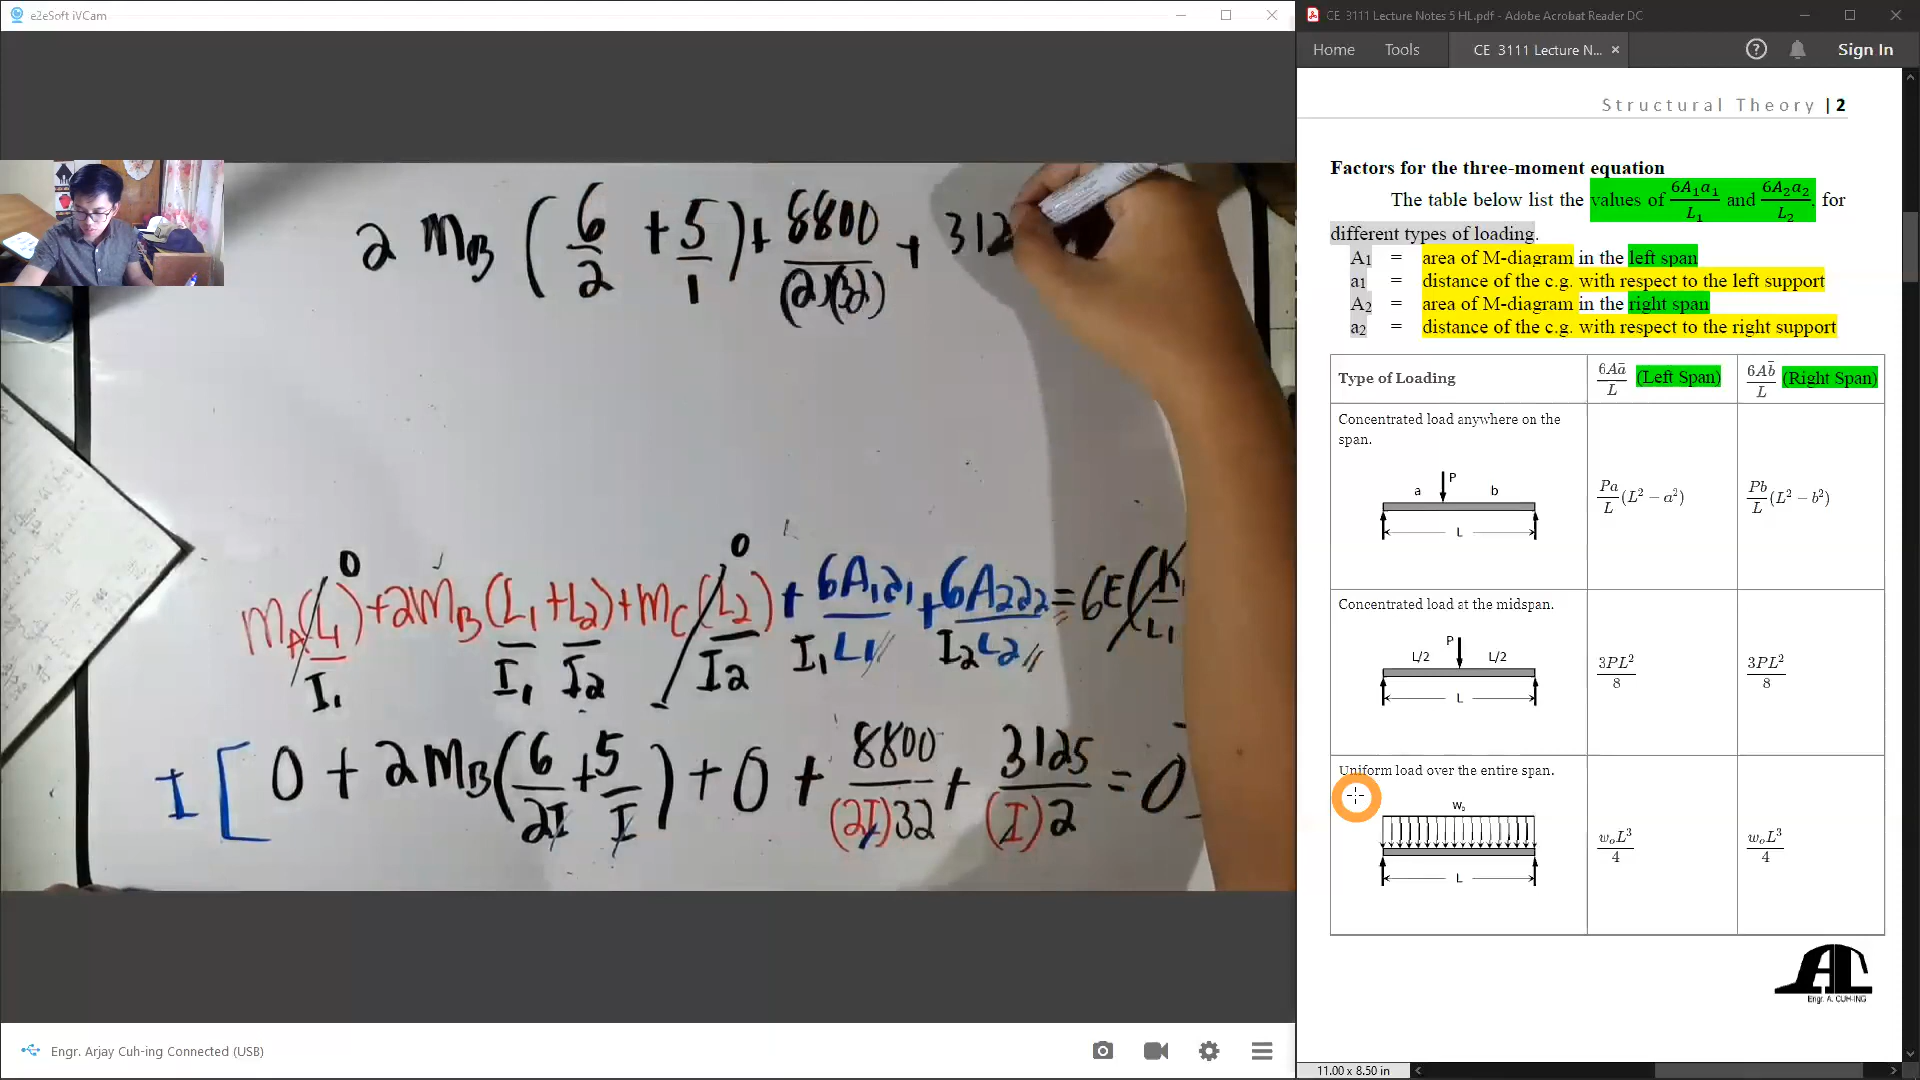 e2eSoft iVCam
2 MB (6/2 + 5/1) + 8800/(2)(32) + 312
0 0
MA(L1/I1) + 2MB(L1/I1 + L2/I2) + MC(L2/I2) + 6A1a1/I1L1 + 6A2a2/I2L2 = 6E(
L1
I [ 0 + 2MB(6/2I + 5/I) + 0 + 8800/(2I)32 + 3125/(I)2 = 0
Engr. Arjay Cuh-ing Connected (USB)
CE 3111 Lecture Notes 5 HL.pdf - Adobe Acrobat Reader DC
Home Tools CE 3111 Lecture N... × Sign In
Structural Theory | 2
Factors for the three-moment equation
The table below list the values of 6A₁a₁/L₁ and 6A₂a₂/L₂, for
different types of loading.
A1 = area of M-diagram in the left span
a1 = distance of the c.g. with respect to the left support
A2 = area of M-diagram in the right span
a2 = distance of the c.g. with respect to the right support
Type of Loading 6Aā/L (Left Span) 6Ab̄/L (Right Span)
Concentrated load anywhere on the
span.
P
a b
L
Pa/L (L² − a²) Pb/L (L² − b²)
Concentrated load at the midspan.
P
L/2 L/2
L
3PL²/8 3PL²/8
Uniform load over the entire span.
wₒ
L
wₒL³/4 wₒL³/4
Engr. A. CUH-ING
11.00 x 8.50 in